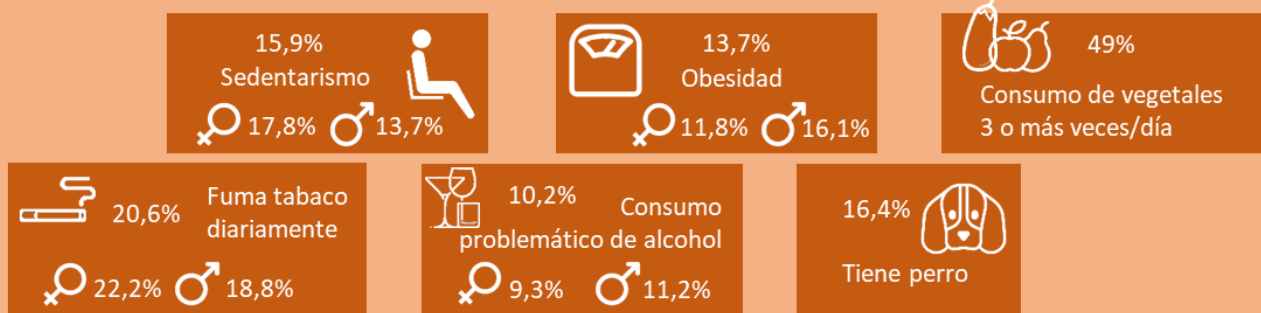 15,9%
Sedentarismo
17,8% 13,7%
13,7%
Obesidad
11,8% 16,1%
49%
Consumo de vegetales
3 o más veces/día
20,6%
Fuma tabaco
diariamente
22,2% 18,8%
10,2% Consumo
problemático de alcohol
9,3% 11,2%
16,4%
Tiene perro